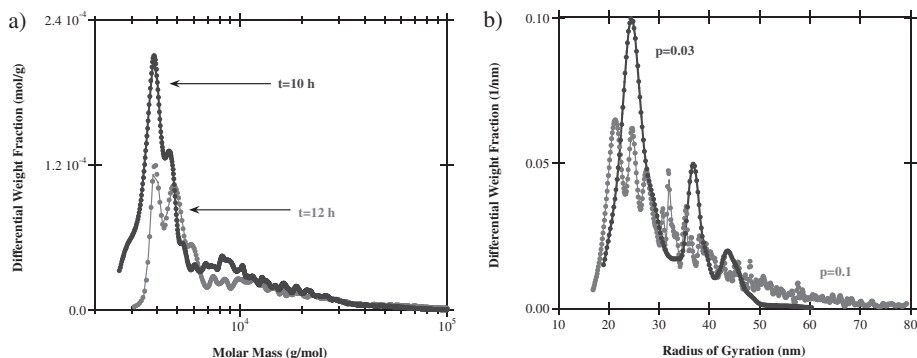 a)
Differential Weight Fraction (mol/g)
2.4 10⁻⁴
1.2 10⁻⁴
0.0
t=10 h
t=12 h
10⁴
10⁵
Molar Mass (g/mol)
b)
Differential Weight Fraction (1/nm)
0.10
0.05
0.00
p=0.03
p=0.1
10 20 30 40 50 60 70 80
Radius of Gyration (nm)